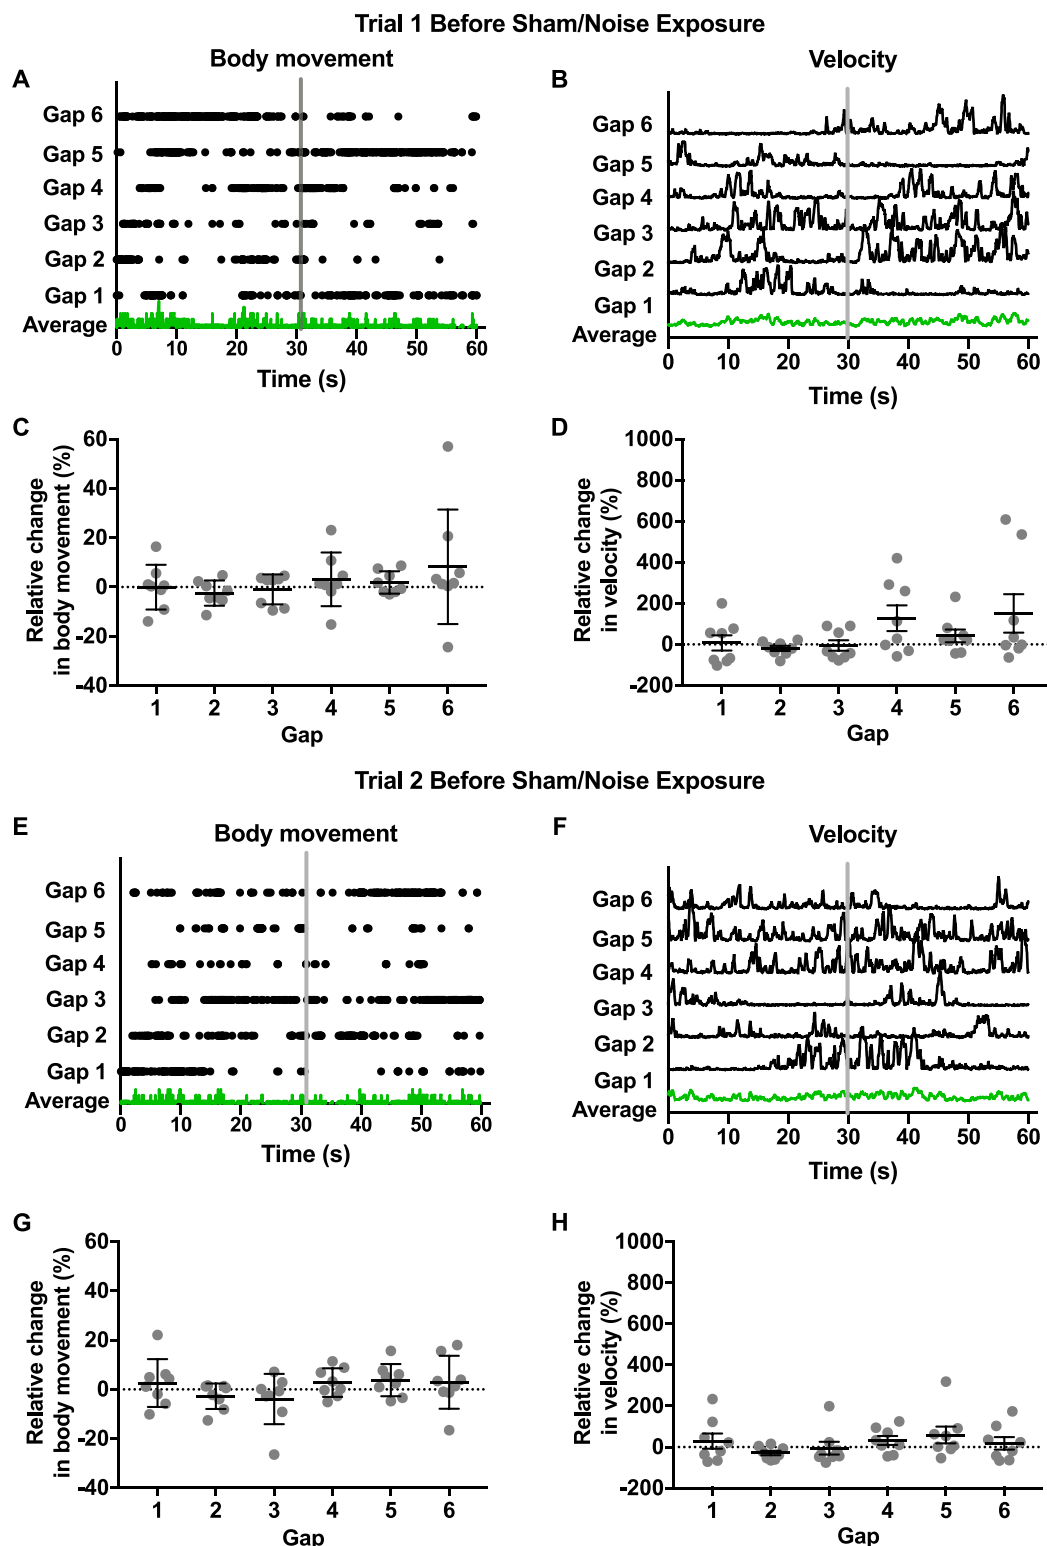 Trial 1 Before Sham/Noise Exposure
A
Body movement
Gap 6
Gap 5
Gap 4
Gap 3
Gap 2
Gap 1
Average
0 10 20 30 40 50 60
Time (s)
B
Velocity
Gap 6
Gap 5
Gap 4
Gap 3
Gap 2
Gap 1
Average
0 10 20 30 40 50 60
Time (s)
C
Relative change
in body movement (%)
60
40
20
0
-20
-40
1 2 3 4 5 6
Gap
D
Relative change
in velocity (%)
1000
800
600
400
200
0
-200
1 2 3 4 5 6
Gap
Trial 2 Before Sham/Noise Exposure
E
Body movement
Gap 6
Gap 5
Gap 4
Gap 3
Gap 2
Gap 1
Average
0 10 20 30 40 50 60
Time (s)
F
Velocity
Gap 6
Gap 5
Gap 4
Gap 3
Gap 2
Gap 1
Average
0 10 20 30 40 50 60
Time (s)
G
Relative change
in body movement (%)
60
40
20
0
-20
-40
1 2 3 4 5 6
Gap
H
Relative change
in velocity (%)
1000
800
600
400
200
0
-200
1 2 3 4 5 6
Gap